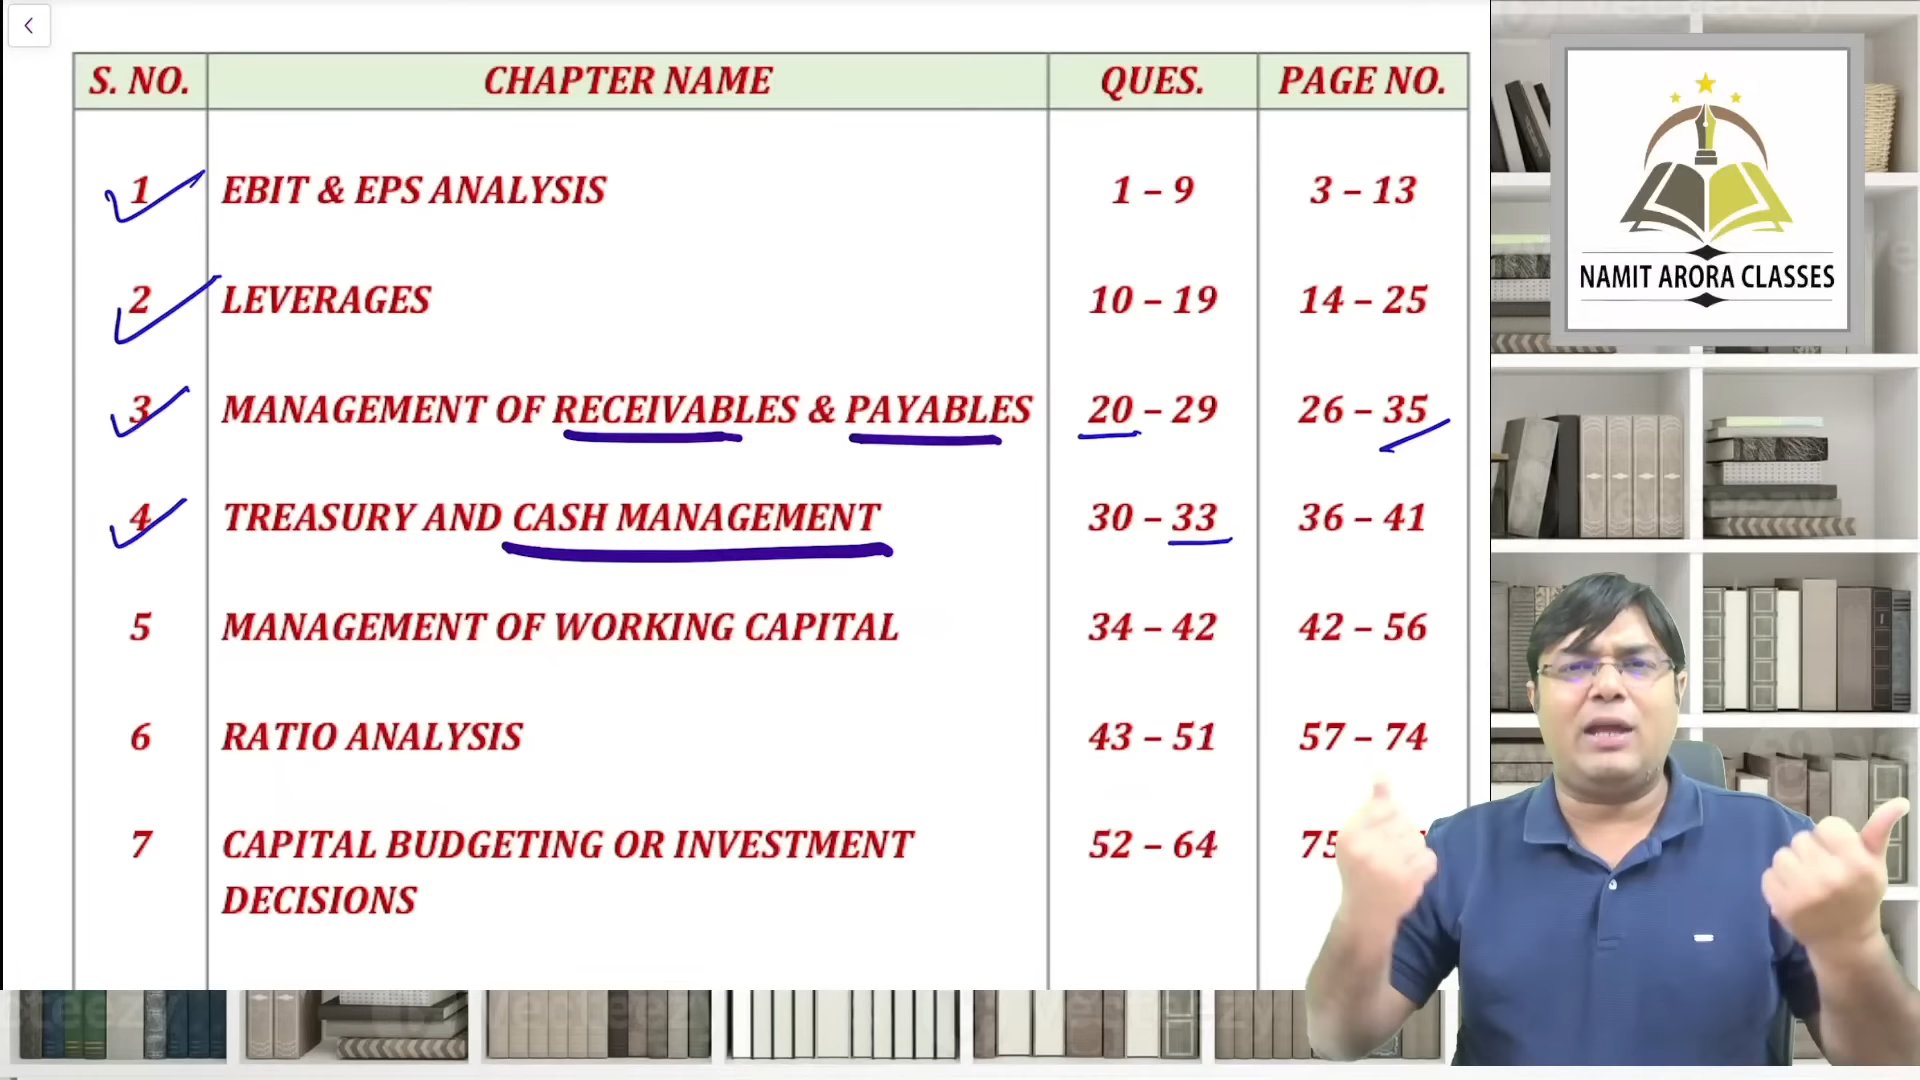 S. NO. CHAPTER NAME QUES. PAGE NO.
1 EBIT & EPS ANALYSIS 1 – 9 3 – 13
2 LEVERAGES 10 – 19 14 – 25
3 MANAGEMENT OF RECEIVABLES & PAYABLES 20 – 29 26 – 35
4 TREASURY AND CASH MANAGEMENT 30 – 33 36 – 41
5 MANAGEMENT OF WORKING CAPITAL 34 – 42 42 – 56
6 RATIO ANALYSIS 43 – 51 57 – 74
7 CAPITAL BUDGETING OR INVESTMENT 52 – 64 75
DECISIONS
NAMIT ARORA CLASSES